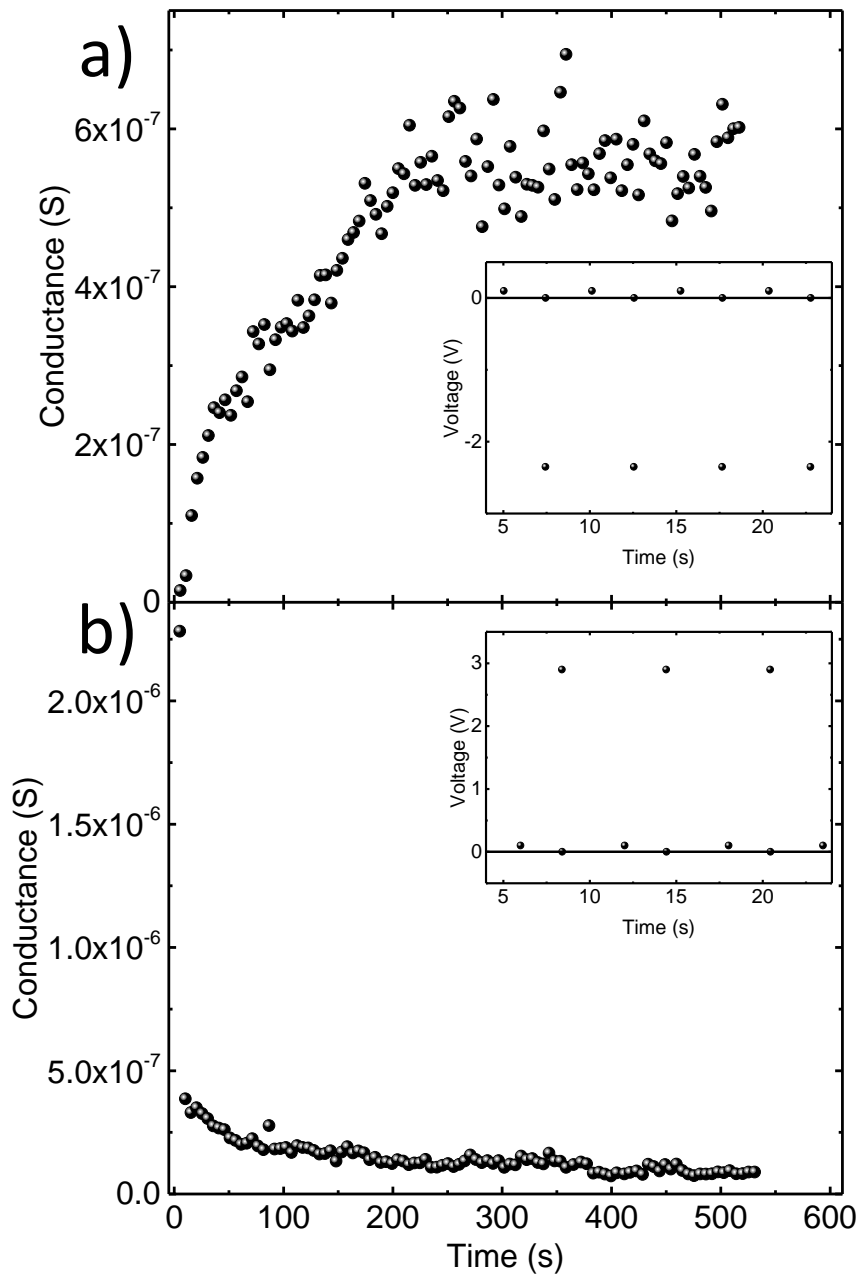 a)
Conductance (S)
6x10⁻⁷
4x10⁻⁷
2x10⁻⁷
0
Voltage (V)
0
-2
5 10 15 20
Time (s)
b)
Conductance (S)
2.0x10⁻⁶
1.5x10⁻⁶
1.0x10⁻⁶
5.0x10⁻⁷
0.0
Voltage (V)
3
2
1
0
5 10 15 20
Time (s)
0 100 200 300 400 500 600
Time (s)